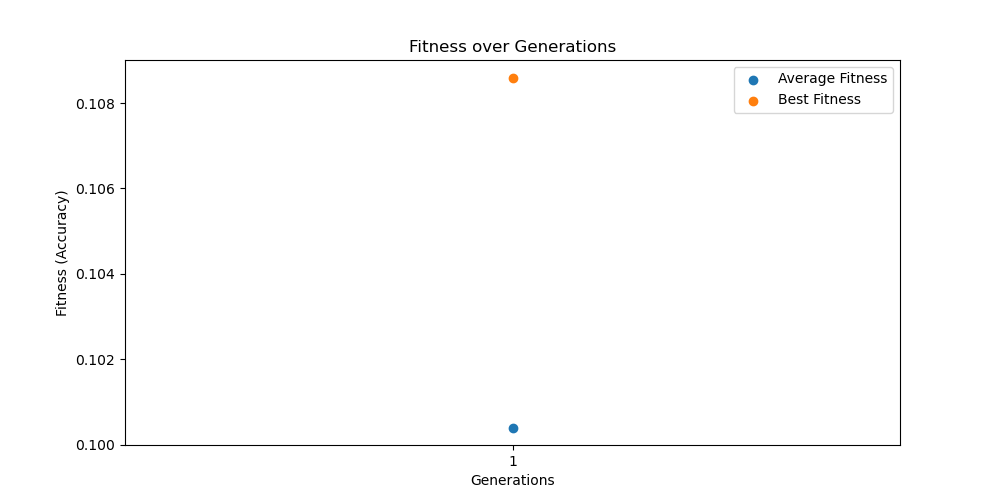 Fitness over Generations
Average Fitness
Best Fitness
0.108
0.106
0.104
0.102
0.100
Fitness (Accuracy)
1
Generations